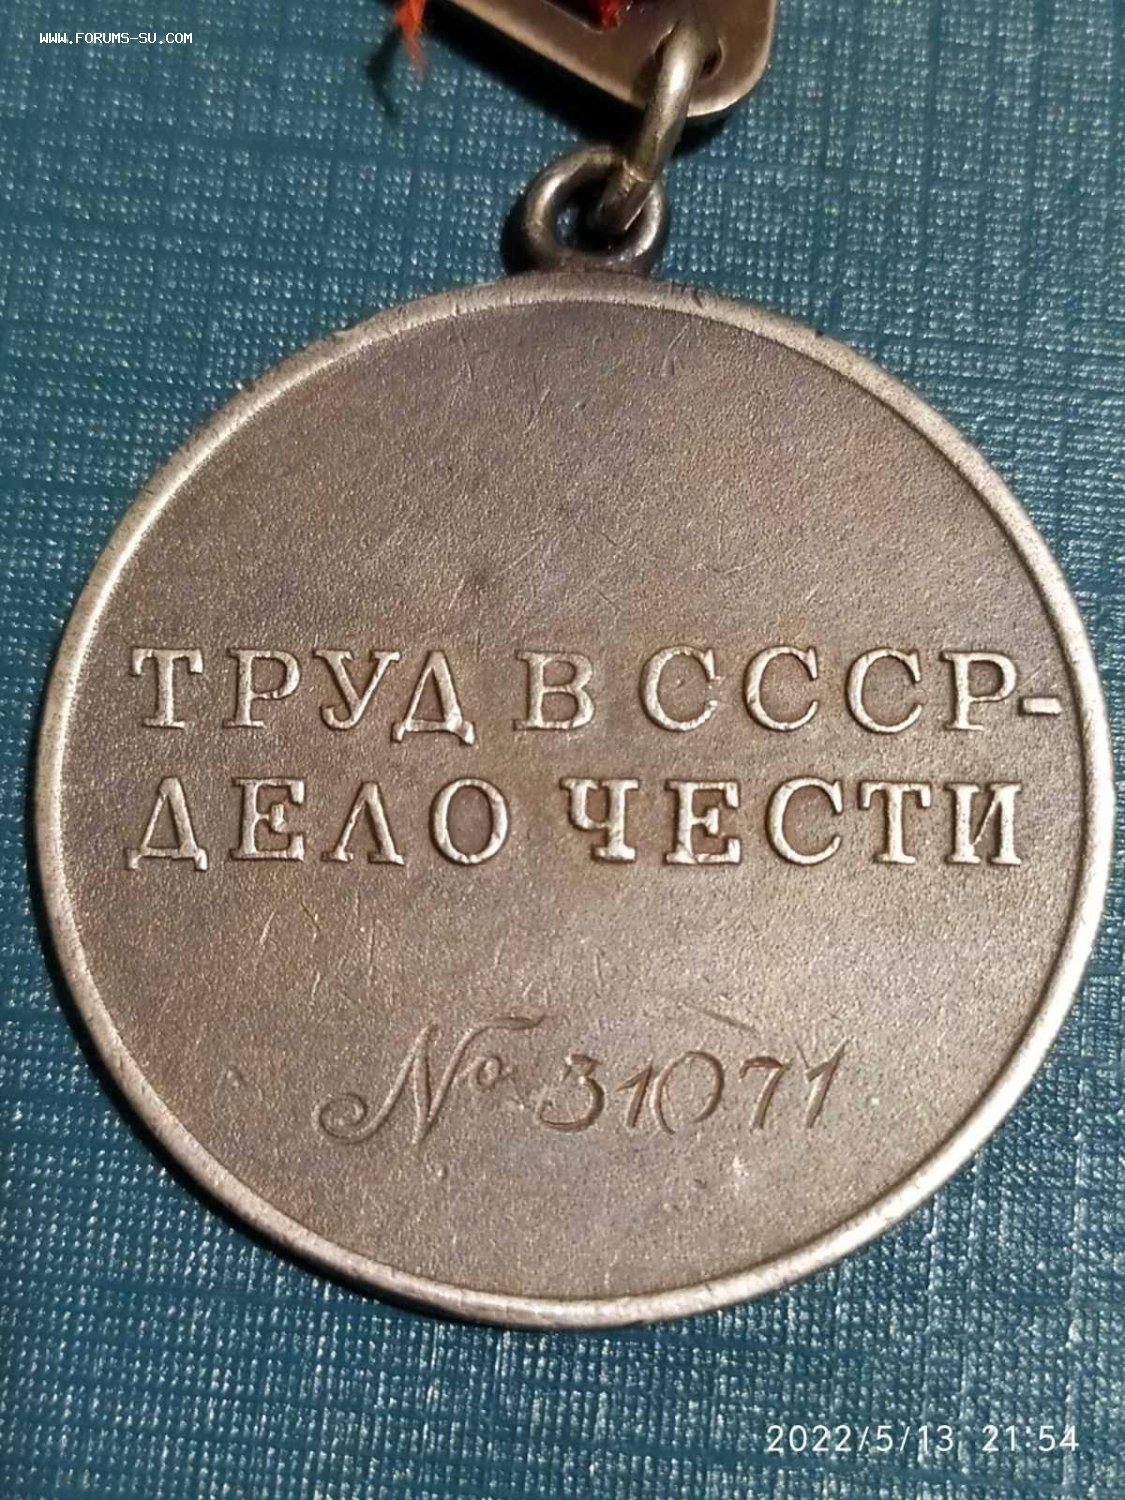 WWW.FORUMS-SU.COM
ТРУД В СССР-
ДЕЛО ЧЕСТИ
№ 31071
2022/5/13 21:54